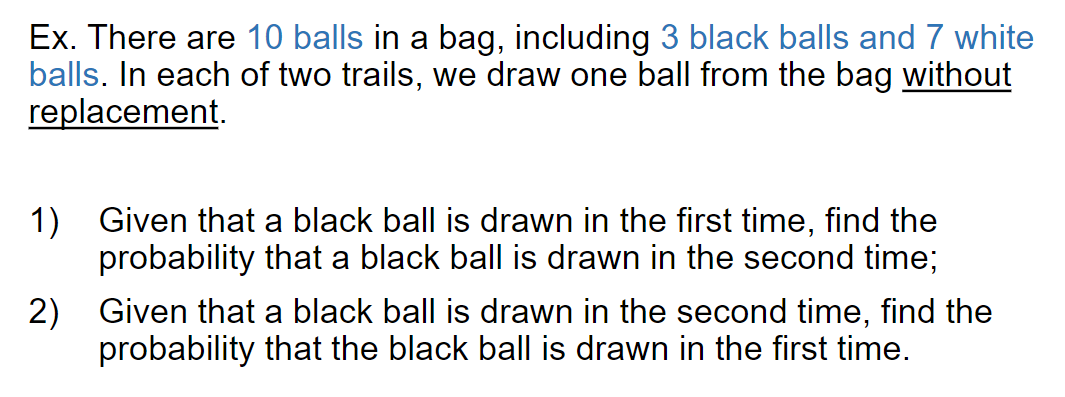 Ex. There are 10 balls in a bag, including 3 black balls and 7 white
balls. In each of two trails, we draw one ball from the bag without
replacement.
1) Given that a black ball is drawn in the first time, find the
probability that a black ball is drawn in the second time;
2) Given that a black ball is drawn in the second time, find the
probability that the black ball is drawn in the first time.